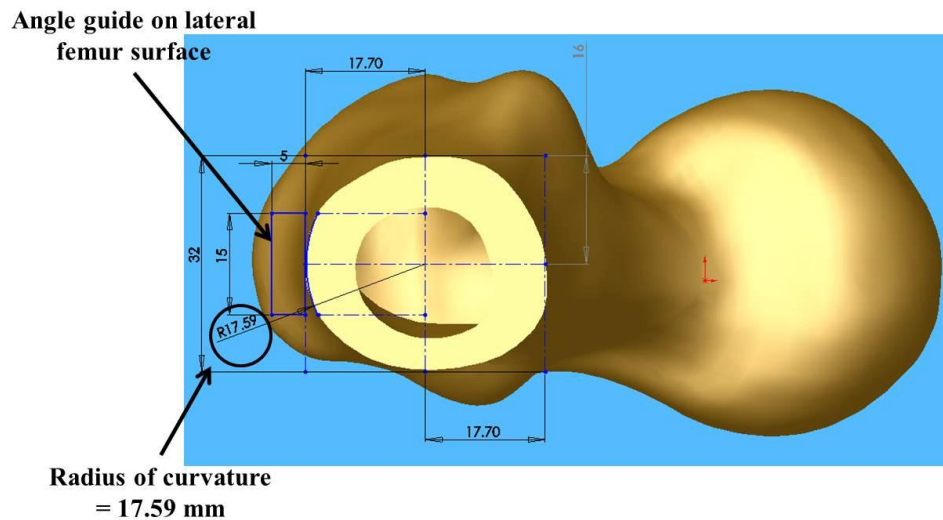 Angle guide on lateral
femur surface
17.70
16
5
32
15
R17.59
17.70
Radius of curvature
= 17.59 mm